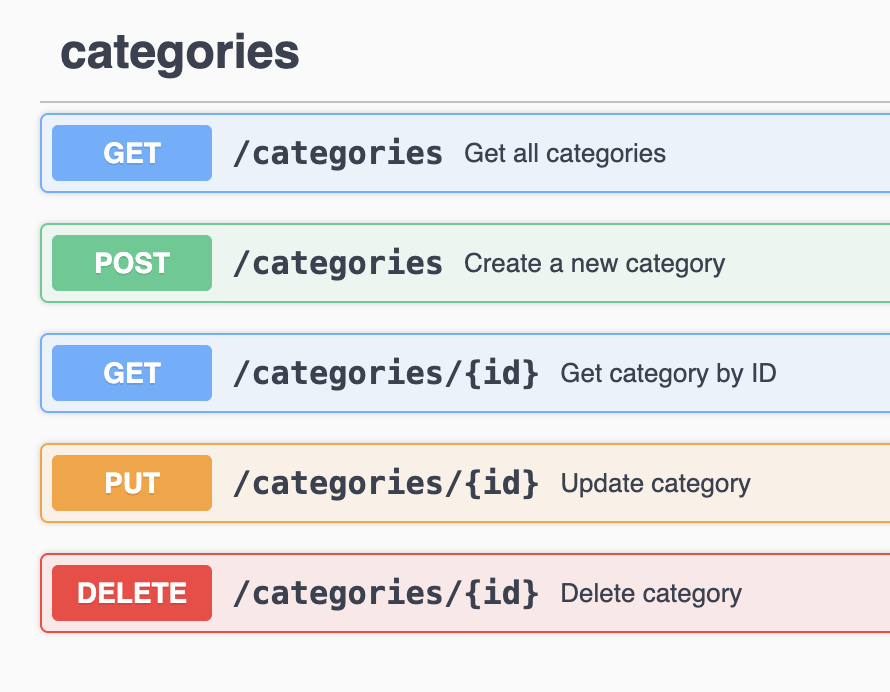 categories
GET /categories Get all categories
POST /categories Create a new category
GET /categories/{id} Get category by ID
PUT /categories/{id} Update category
DELETE /categories/{id} Delete category